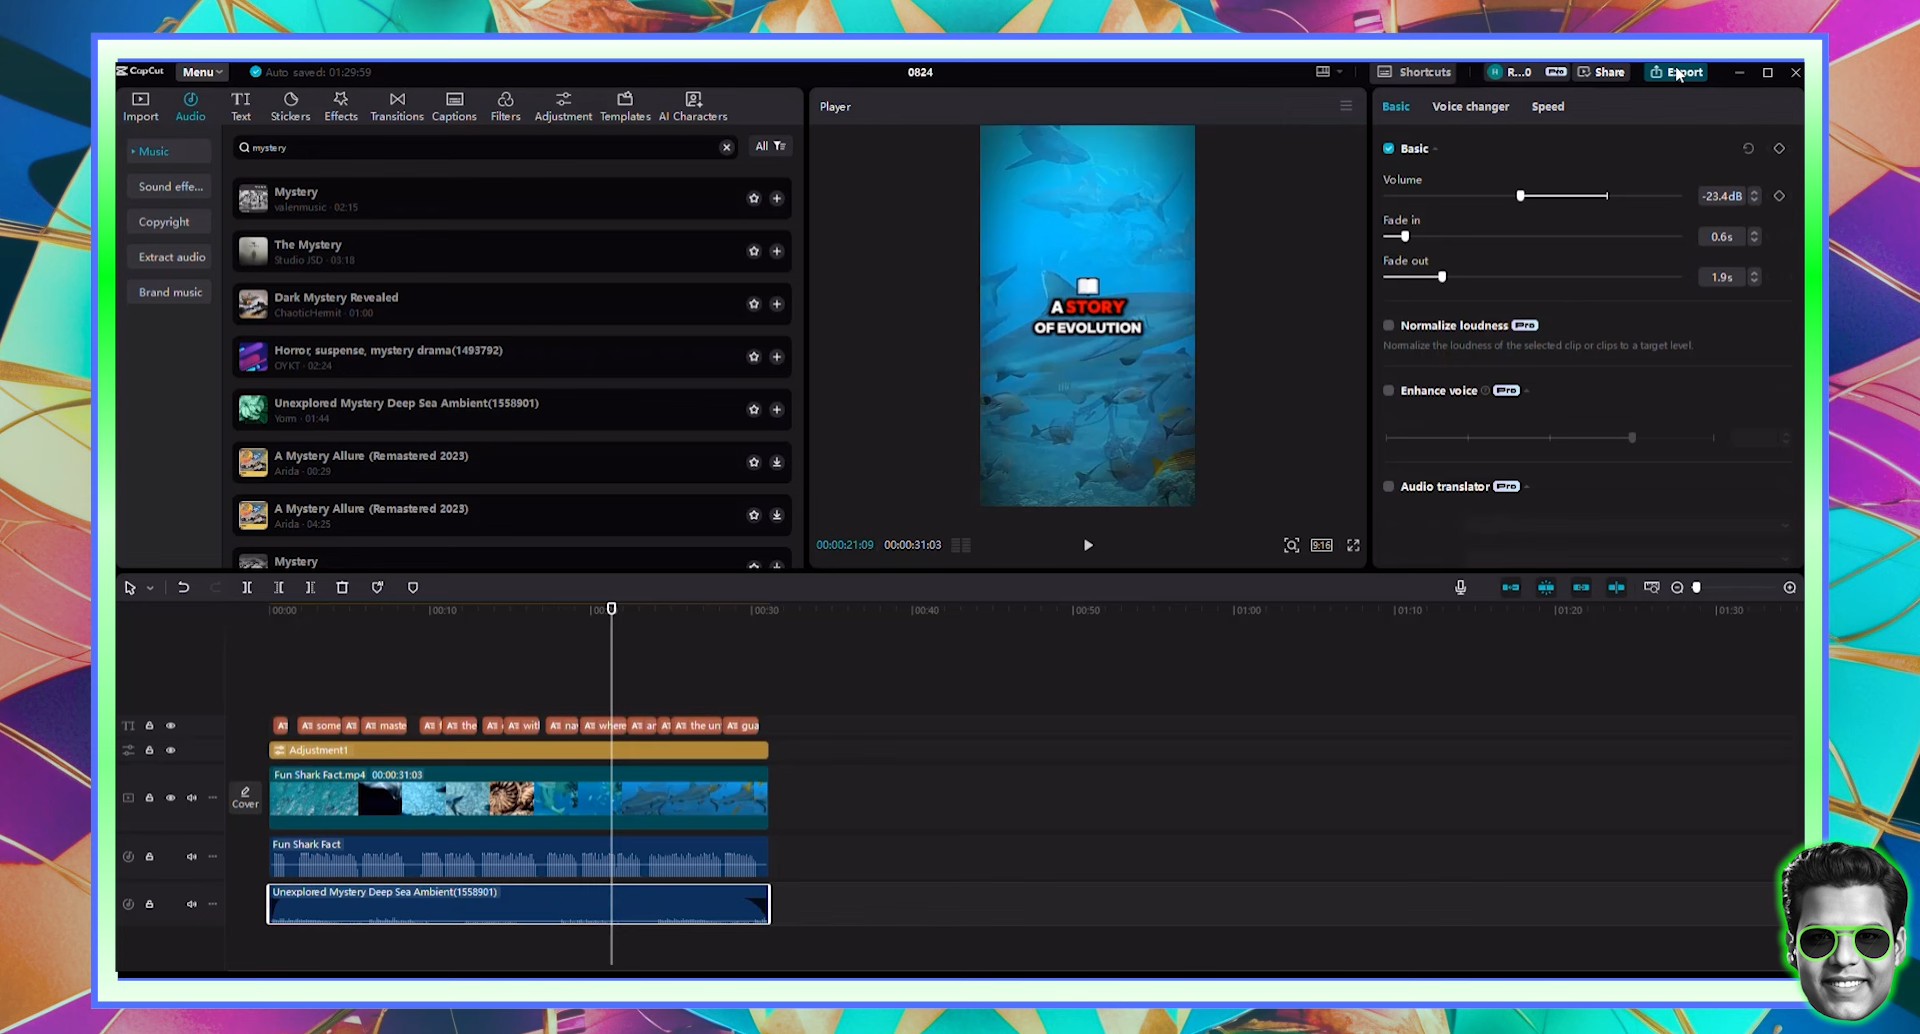 CapCut
Menu
Auto saved: 01:29:59
0824
Shortcuts
R...0
Pro
Share
Export
Import
Audio
Text
Stickers
Effects
Transitions
Captions
Filters
Adjustment
Templates
AI Characters
Music
Sound effe...
Copyright
Extract audio
Brand music
mystery
All
Mystery
valenmusic · 02:15
The Mystery
Studio JSD · 03:18
Dark Mystery Revealed
ChaoticHermit · 01:00
Horror, suspense, mystery drama(1493792)
OYKT · 02:24
Unexplored Mystery Deep Sea Ambient(1558901)
Yorm · 01:44
A Mystery Allure (Remastered 2023)
Arida · 00:29
A Mystery Allure (Remastered 2023)
Arida · 04:25
Mystery
Player
A STORY
OF EVOLUTION
00:00:21:09
00:00:31:03
9:16
Basic
Voice changer
Speed
Basic
Volume
-23.4dB
Fade in
0.6s
Fade out
1.9s
Normalize loudness Pro
Normalize the loudness of the selected clip or clips to a target level.
Enhance voice Pro
Audio translator Pro
00:00
00:10
00:30
00:40
00:50
01:00
01:10
01:20
01:30
some
maste
the
wit
na
where
ar
the un
gua
Adjustment1
Cover
Fun Shark Fact.mp4 00:00:31:03
Fun Shark Fact
Unexplored Mystery Deep Sea Ambient(1558901)